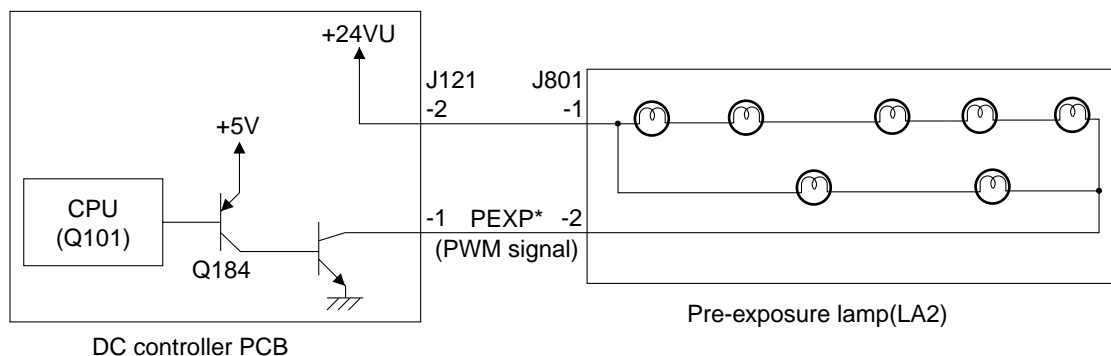 +24VU
J121
J801
-2
-1
+5V
CPU
(Q101)
-1
PEXP*
-2
(PWM signal)
Q184
Pre-exposure lamp(LA2)
DC controller PCB